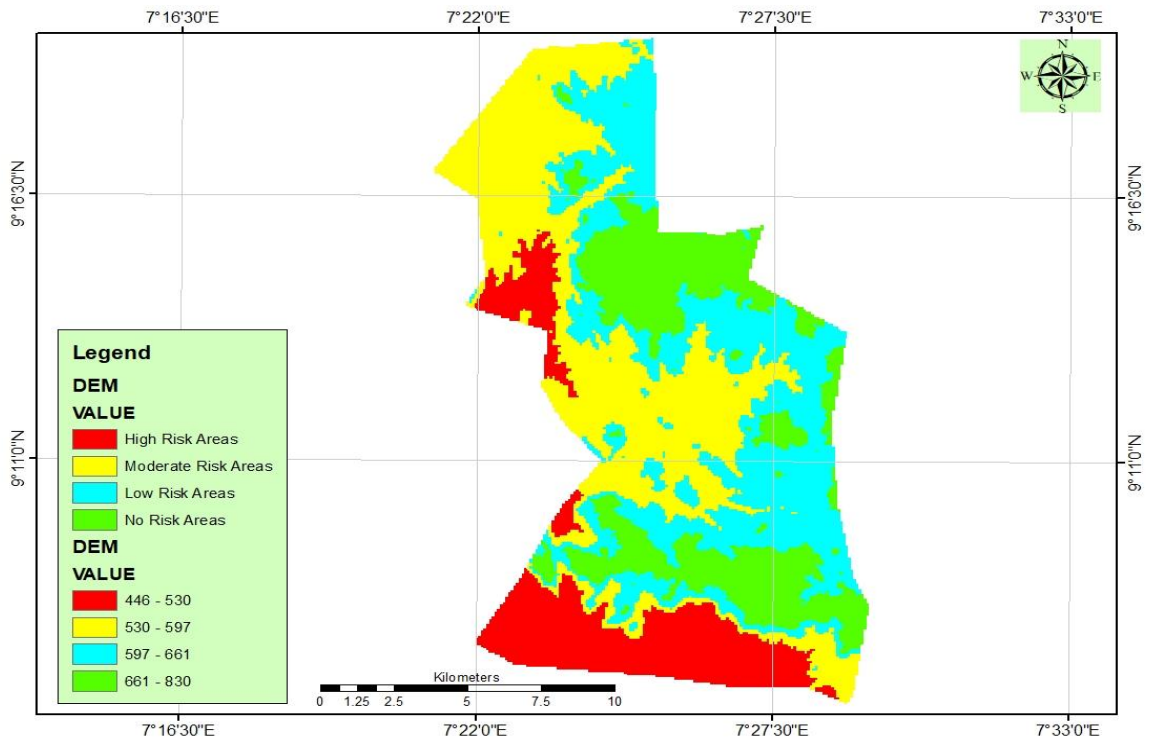 7°16'30"E 7°22'0"E 7°27'30"E 7°33'0"E
N
W E
S
9°16'30"N 9°16'30"N
9°11'0"N 9°11'0"N
Legend
DEM
VALUE
High Risk Areas
Moderate Risk Areas
Low Risk Areas
No Risk Areas
DEM
VALUE
446 - 530
530 - 597
597 - 661
661 - 830
Kilometers
0 1.25 2.5 5 7.5 10
7°16'30"E 7°22'0"E 7°27'30"E 7°33'0"E